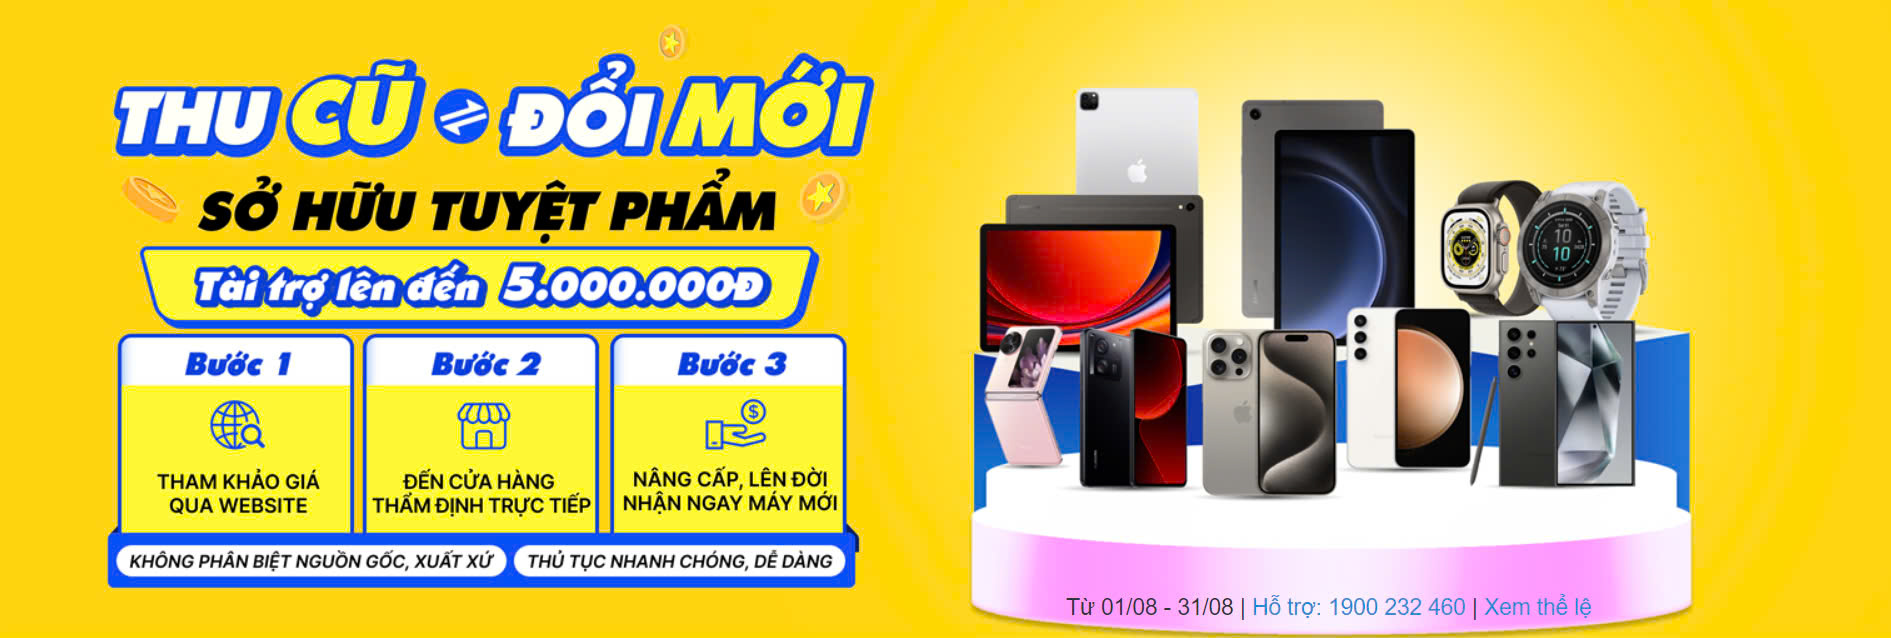 THU CŨ ⇌ ĐỔI MỚI
SỞ HỮU TUYỆT PHẨM
Tài trợ lên đến 5.000.000Đ
Bước 1
THAM KHẢO GIÁ
QUA WEBSITE
Bước 2
ĐẾN CỬA HÀNG
THẨM ĐỊNH TRỰC TIẾP
Bước 3
NÂNG CẤP, LÊN ĐỜI
NHẬN NGAY MÁY MỚI
KHÔNG PHÂN BIỆT NGUỒN GỐC, XUẤT XỨ
THỦ TỤC NHANH CHÓNG, DỄ DÀNG
10
10
Từ 01/08 - 31/08 | Hỗ trợ: 1900 232 460 | Xem thể lệ